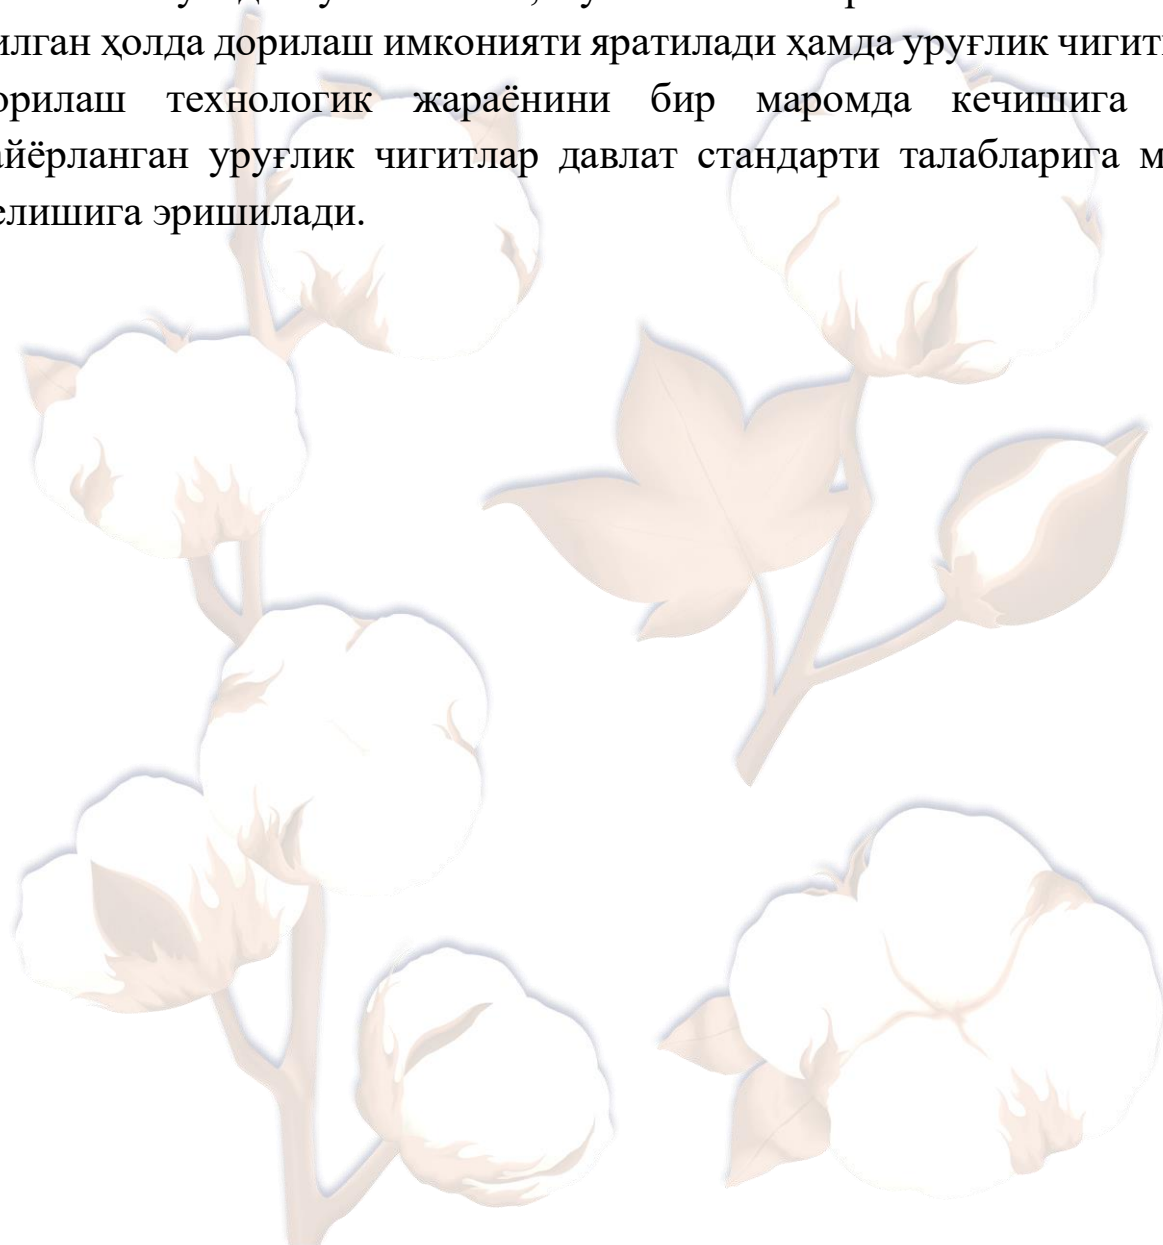 илган ҳолда дорилаш имконияти яратилади ҳамда уруғлик чигит
орилаш технологик жараёнини бир маромда кечишига
айёрланган уруғлик чигитлар давлат стандарти талабларига м
елишига эришилади.